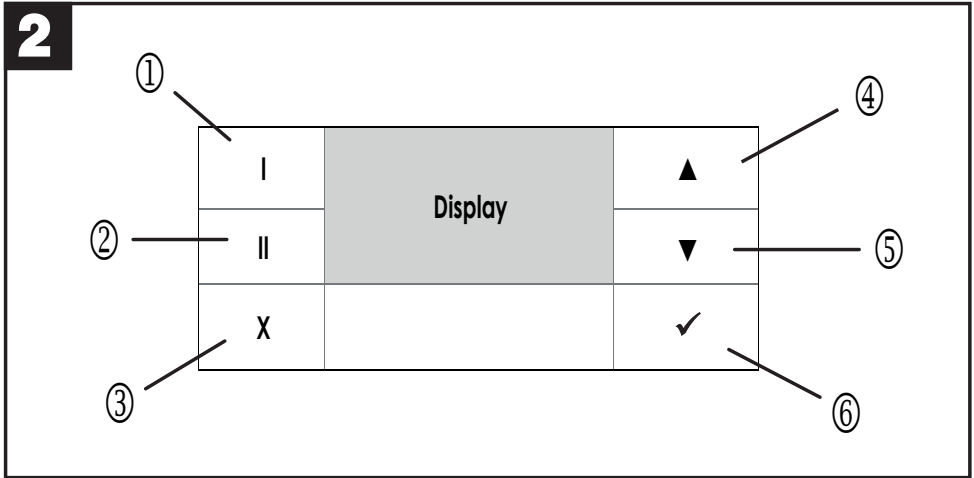 2
①
④
I
▲
Display
②
II
▼
⑤
X
✓
③
⑥